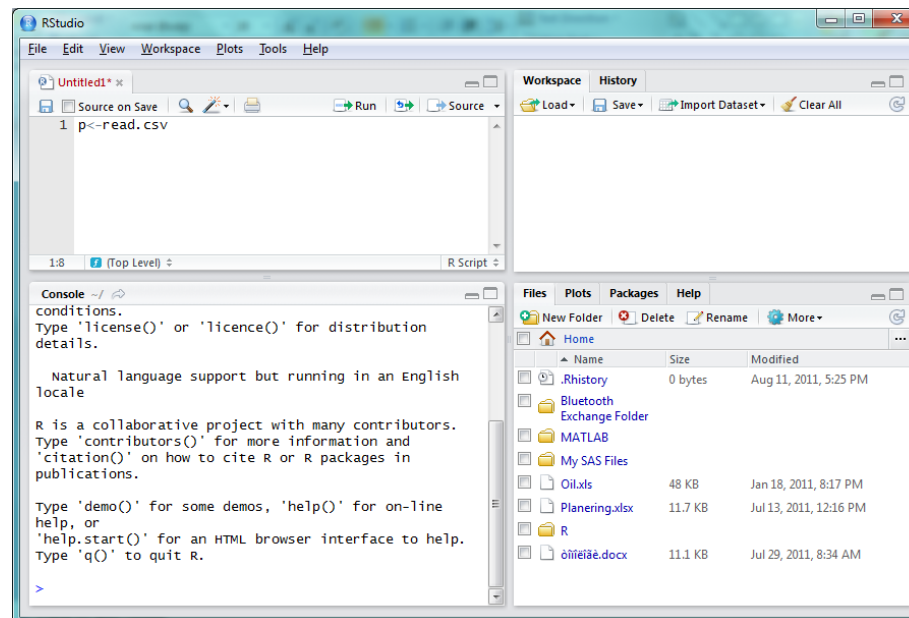 RStudio
File Edit View Workspace Plots Tools Help
Untitled1* ×
Source on Save Run Source
1 p<-read.csv
1:8 (Top Level) R Script
Console ~/
conditions.
Type 'license()' or 'licence()' for distribution
details.
Natural language support but running in an English
locale
R is a collaborative project with many contributors.
Type 'contributors()' for more information and
'citation()' on how to cite R or R packages in
publications.
Type 'demo()' for some demos, 'help()' for on-line
help, or
'help.start()' for an HTML browser interface to help.
Type 'q()' to quit R.
>
Workspace History
Load Save Import Dataset Clear All
Files Plots Packages Help
New Folder Delete Rename More
Home ...
Name Size Modified
.Rhistory 0 bytes Aug 11, 2011, 5:25 PM
Bluetooth
Exchange Folder
MATLAB
My SAS Files
Oil.xls 48 KB Jan 18, 2011, 8:17 PM
Planering.xlsx 11.7 KB Jul 13, 2011, 12:16 PM
R
11.1 KB Jul 29, 2011, 8:34 AM